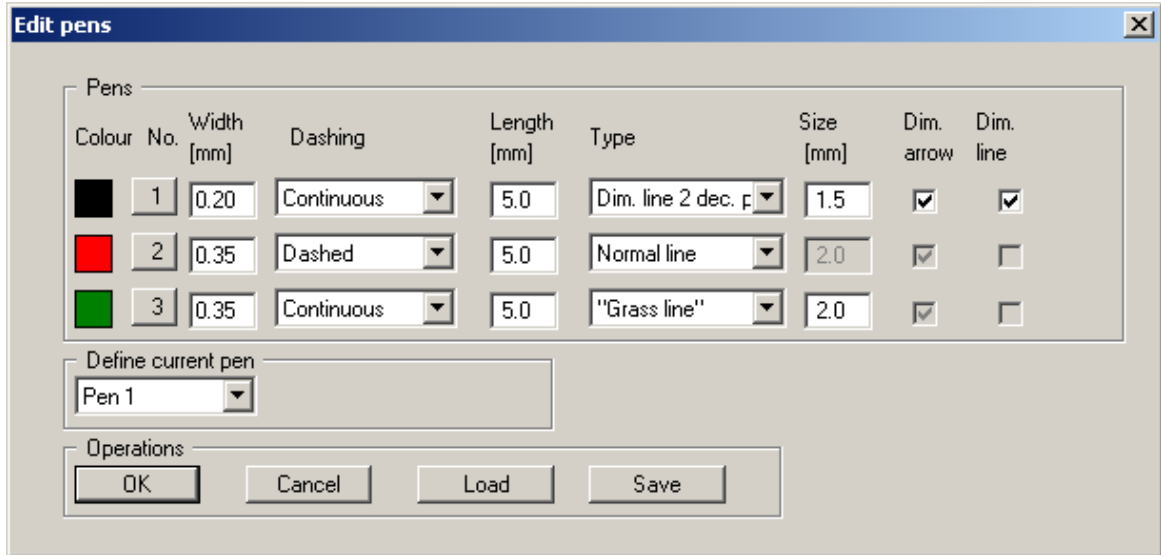 Edit pens
Pens
Colour No. Width [mm] Dashing Length [mm] Type Size [mm] Dim. arrow Dim. line
1 0.20 Continuous 5.0 Dim. line 2 dec. p 1.5
2 0.35 Dashed 5.0 Normal line 2.0
3 0.35 Continuous 5.0 "Grass line" 2.0
Define current pen
Pen 1
Operations
OK Cancel Load Save